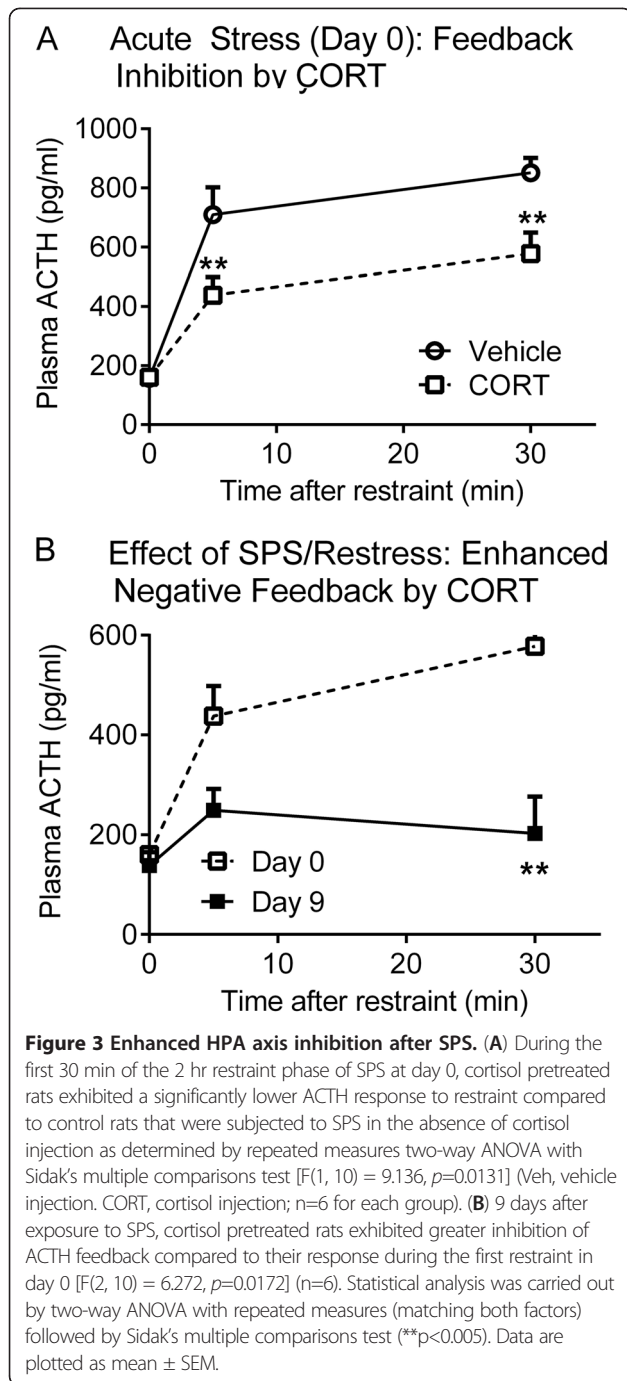 A Acute Stress (Day 0): Feedback
Inhibition by CORT
1000
800
600
400
200
0
Plasma ACTH (pg/ml)
**
**
Vehicle
CORT
0 10 20 30
Time after restraint (min)
B Effect of SPS/Restress: Enhanced
Negative Feedback by CORT
600
400
200
0
Plasma ACTH (pg/ml)
Day 0
Day 9
**
0 10 20 30
Time after restraint (min)
Figure 3 Enhanced HPA axis inhibition after SPS. (A) During the
first 30 min of the 2 hr restraint phase of SPS at day 0, cortisol pretreated
rats exhibited a significantly lower ACTH response to restraint compared
to control rats that were subjected to SPS in the absence of cortisol
injection as determined by repeated measures two-way ANOVA with
Sidak's multiple comparisons test [F(1, 10) = 9.136, p=0.0131] (Veh, vehicle
injection. CORT, cortisol injection; n=6 for each group). (B) 9 days after
exposure to SPS, cortisol pretreated rats exhibited greater inhibition of
ACTH feedback compared to their response during the first restraint in
day 0 [F(2, 10) = 6.272, p=0.0172] (n=6). Statistical analysis was carried out
by two-way ANOVA with repeated measures (matching both factors)
followed by Sidak's multiple comparisons test (**p<0.005). Data are
plotted as mean ± SEM.